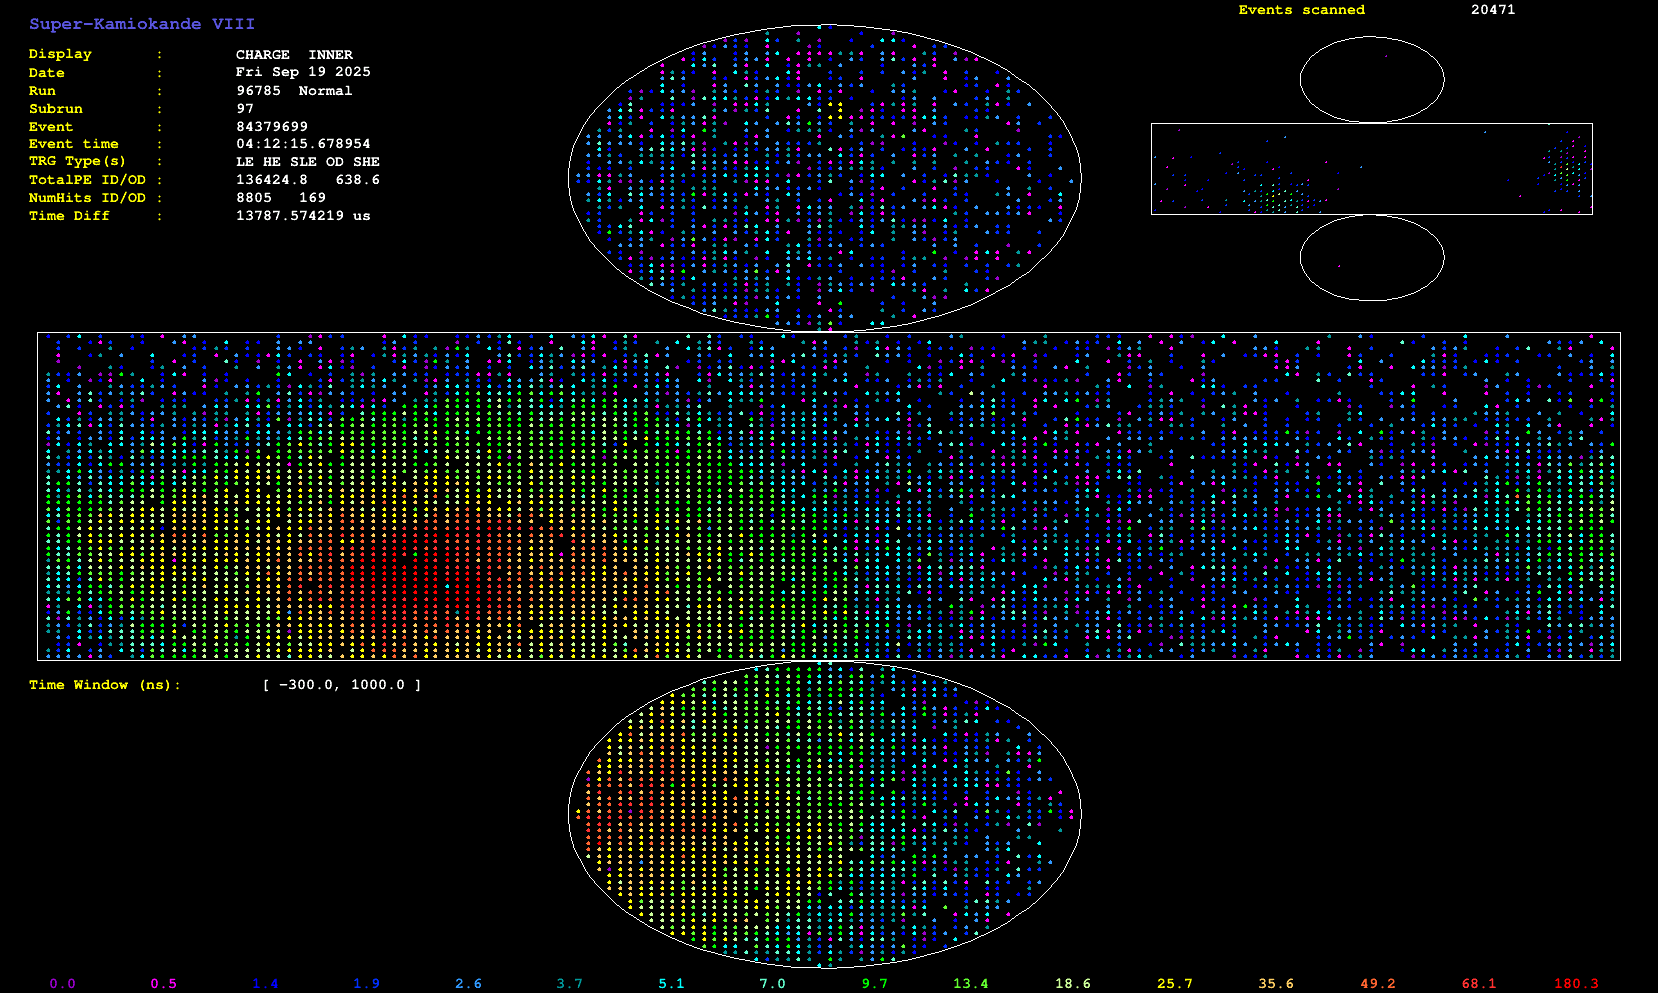 Super-Kamiokande VIII
Display : CHARGE INNER
Date : Fri Sep 19 2025
Run : 96785 Normal
Subrun : 97
Event : 84379699
Event time : 04:12:15.678954
TRG Type(s) : LE HE SLE OD SHE
TotalPE ID/OD : 136424.8 638.6
NumHits ID/OD : 8805 169
Time Diff : 13787.574219 us
Events scanned 20471
Time Window (ns): [ -300.0, 1000.0 ]
0.0 0.5 1.4 1.9 2.6 3.7 5.1 7.0 9.7 13.4 18.6 25.7 35.6 49.2 68.1 180.3